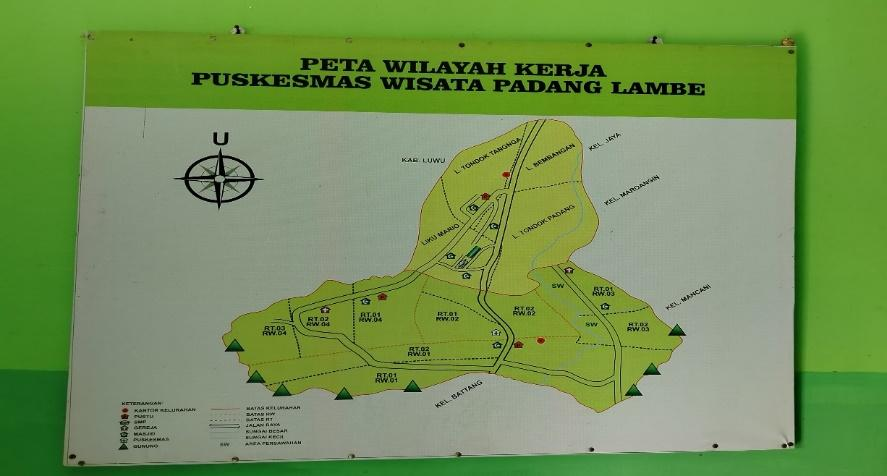 PETA WILAYAH KERJA
PUSKESMAS WISATA PADANG LAMBE
U
KAB. LUWU
L. TONDOK TANGNGA
L. BEMBANGAN
KEL. JAYA
KEL. MAROANGIN
LIKU MARIO
L. TONDOK PADANG
SW
RT.01
RW.03
KEL. MANCANI
RT.03
RW.04
RT.02
RW.04
RT.01
RW.04
RT.01
RW.02
RT.02
RW.02
SW
RT.02
RW.03
RT.02
RW.01
RT.01
RW.01
KEL. BATTANG
KETERANGAN:
KANTOR KELURAHAN
PUSTU
SMP
GEREJA
MASJID
PUSKESMAS
GUNUNG
BATAS KELURAHAN
BATAS RW
BATAS RT
JALAN RAYA
SUNGAI BESAR
SUNGAI KECIL
SW AREA PERSAWAHAN